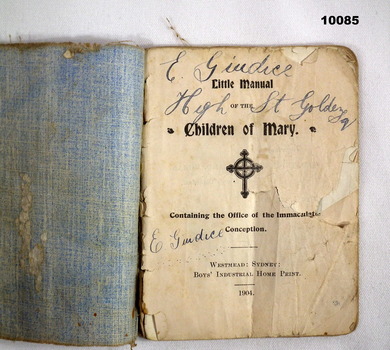 10085
E Giudice
Little Manual
OF THE
High St Golden
Sq
Children of Mary.
Containing the Office of the Immaculate
Conception.
E Giudice
WESTMEAD: SYDNEY:
BOYS' INDUSTRIAL HOME PRINT.
1904.